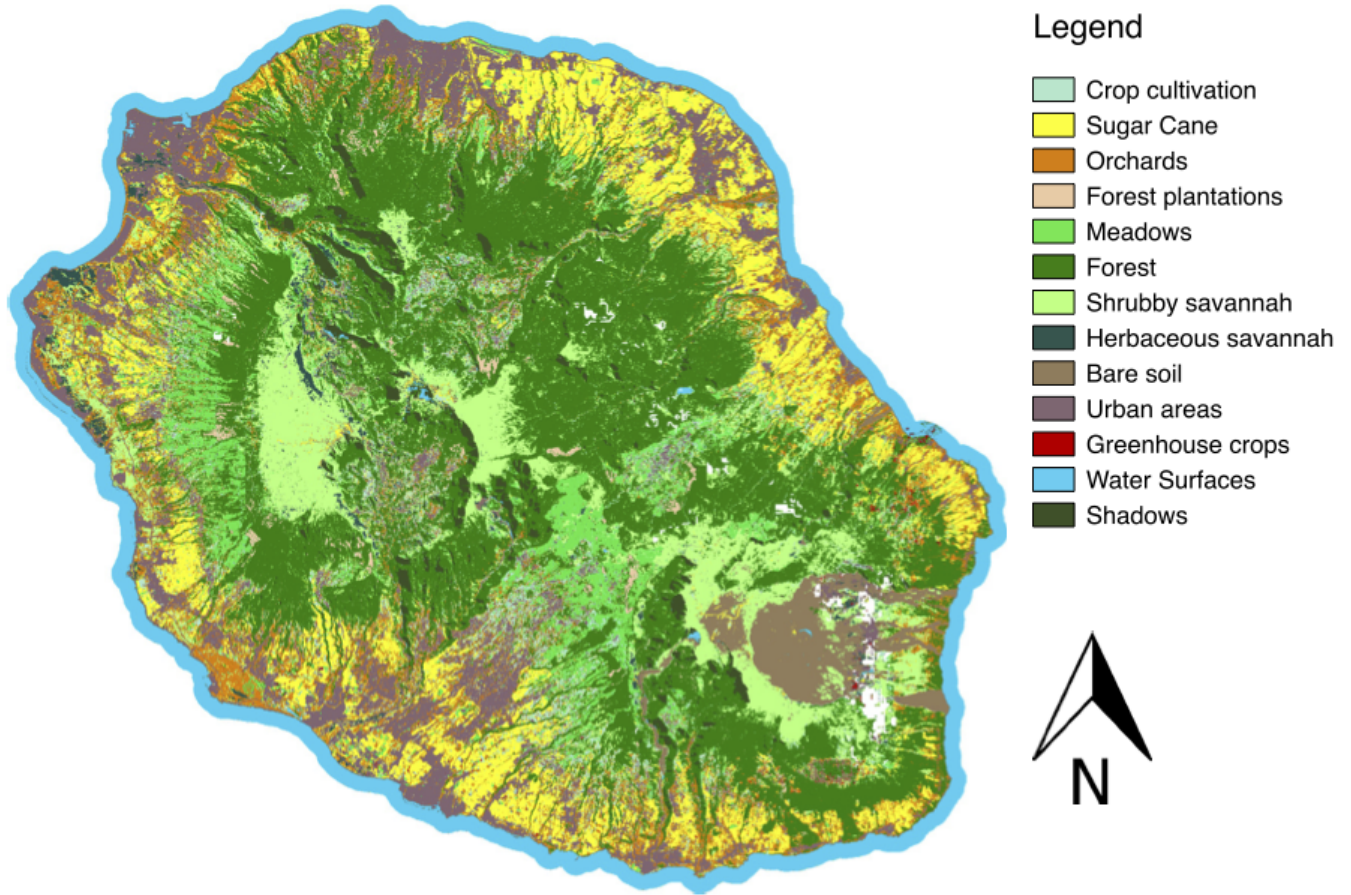 Legend
Crop cultivation
Sugar Cane
Orchards
Forest plantations
Meadows
Forest
Shrubby savannah
Herbaceous savannah
Bare soil
Urban areas
Greenhouse crops
Water Surfaces
Shadows
N